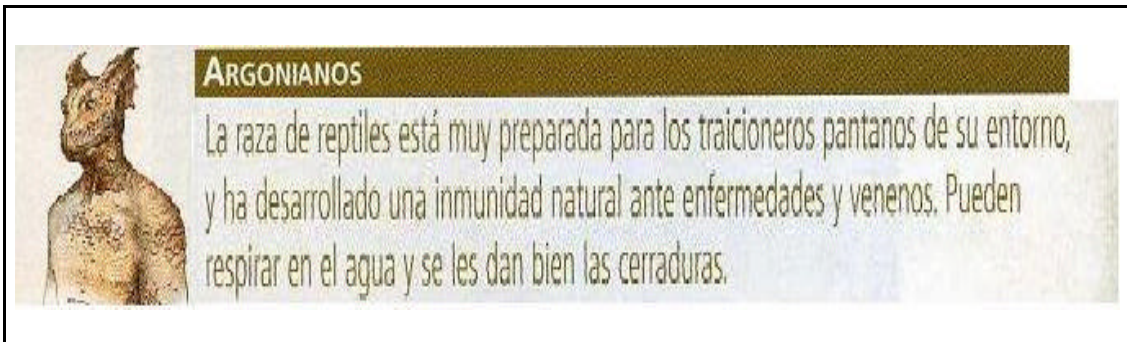 ARGONIANOS
La raza de reptiles está muy preparada para los traicioneros pantanos de su entorno,
y ha desarrollado una inmunidad natural ante enfermedades y venenos. Pueden
respirar en el agua y se les dan bien las cerraduras.